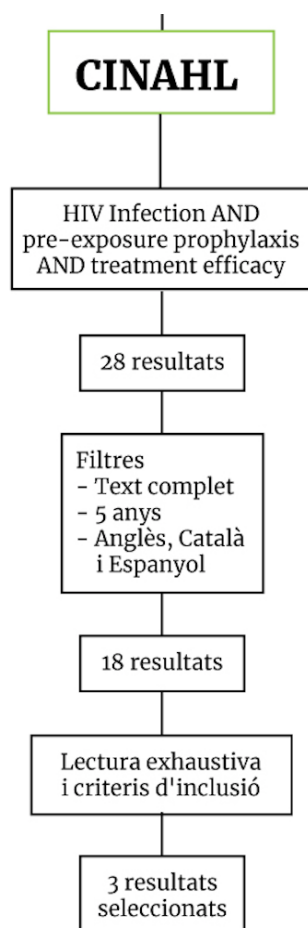 CINAHL
HIV Infection AND
pre-exposure prophylaxis
AND treatment efficacy
28 resultats
Filtres
- Text complet
- 5 anys
- Anglès, Català
i Espanyol
18 resultats
Lectura exhaustiva
i criteris d'inclusió
3 resultats
seleccionats